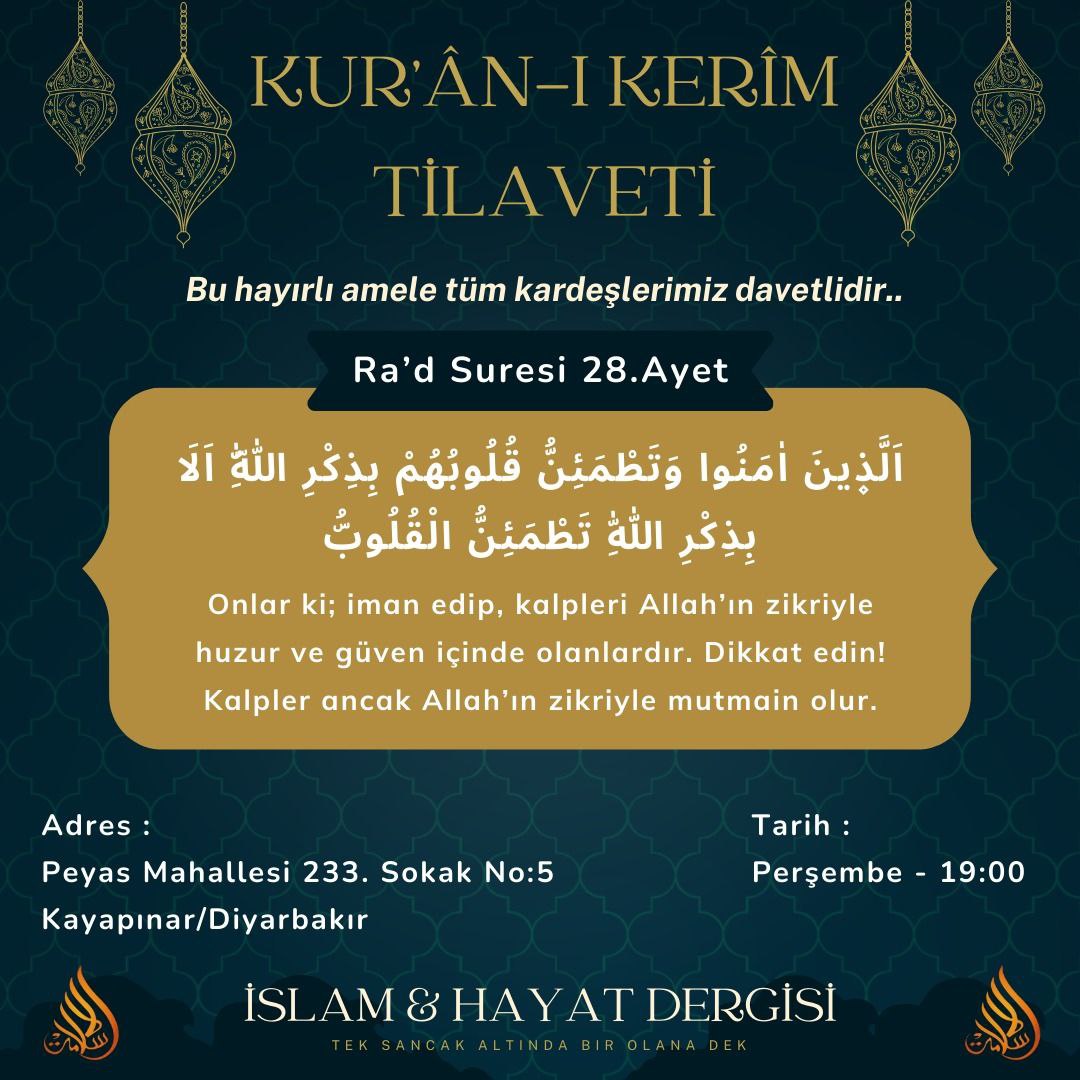 KUR'ÂN-I KERÎM
TİLAVETİ
Bu hayırlı amele tüm kardeşlerimiz davetlidir..
Ra'd Suresi 28.Ayet
اَلَّذ۪ينَ اٰمَنُوا وَتَطْمَئِنُّ قُلُوبُهُمْ بِذِكْرِ اللّٰهِۜ اَلَا
بِذِكْرِ اللّٰهِ تَطْمَئِنُّ الْقُلُوبُّ
Onlar ki; iman edip, kalpleri Allah'ın zikriyle
huzur ve güven içinde olanlardır. Dikkat edin!
Kalpler ancak Allah'ın zikriyle mutmain olur.
Adres :
Peyas Mahallesi 233. Sokak No:5
Kayapınar/Diyarbakır
Tarih :
Perşembe - 19:00
İSLAM & HAYAT DERGİSİ
TEK SANCAK ALTINDA BIR OLANA DEK